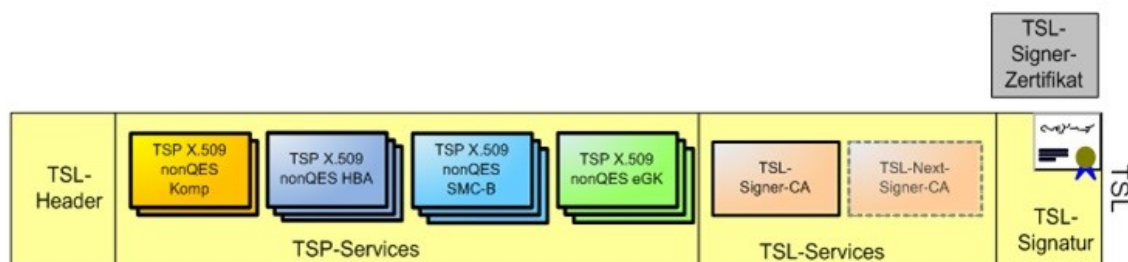 TSL-
Signer-
Zertifikat
TSL-
Header
TSP X.509
nonQES
Komp
TSP X.509
nonQES HBA
TSP X.509
nonQES
SMC-B
TSP X.509
nonQES eGK
TSP-Services
TSL-
Signer-CA
TSL-Next-
Signer-CA
TSL-Services
TSL-
Signatur
TSL